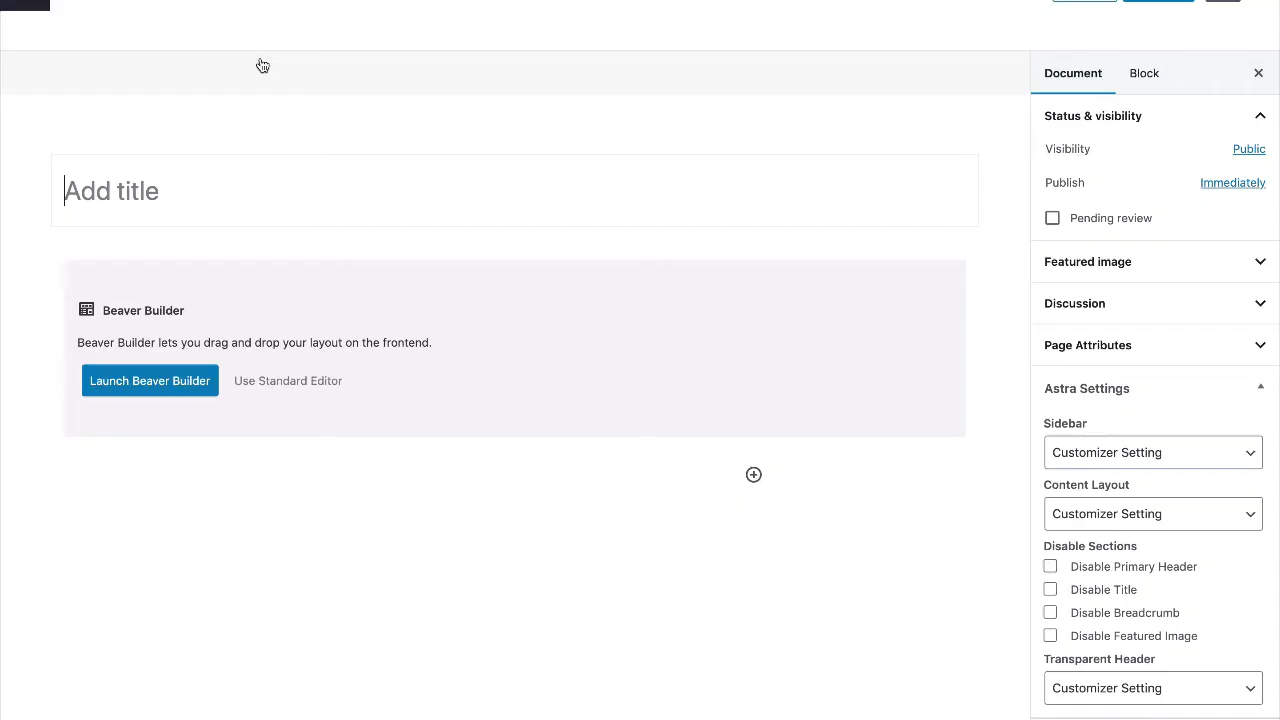 Document
Block
Status & visibility
Visibility
Public
Publish
Immediately
Pending review
Featured image
Discussion
Page Attributes
Astra Settings
Sidebar
Customizer Setting
Content Layout
Customizer Setting
Disable Sections
Disable Primary Header
Disable Title
Disable Breadcrumb
Disable Featured Image
Transparent Header
Customizer Setting
Add title
Beaver Builder
Beaver Builder lets you drag and drop your layout on the frontend.
Launch Beaver Builder
Use Standard Editor